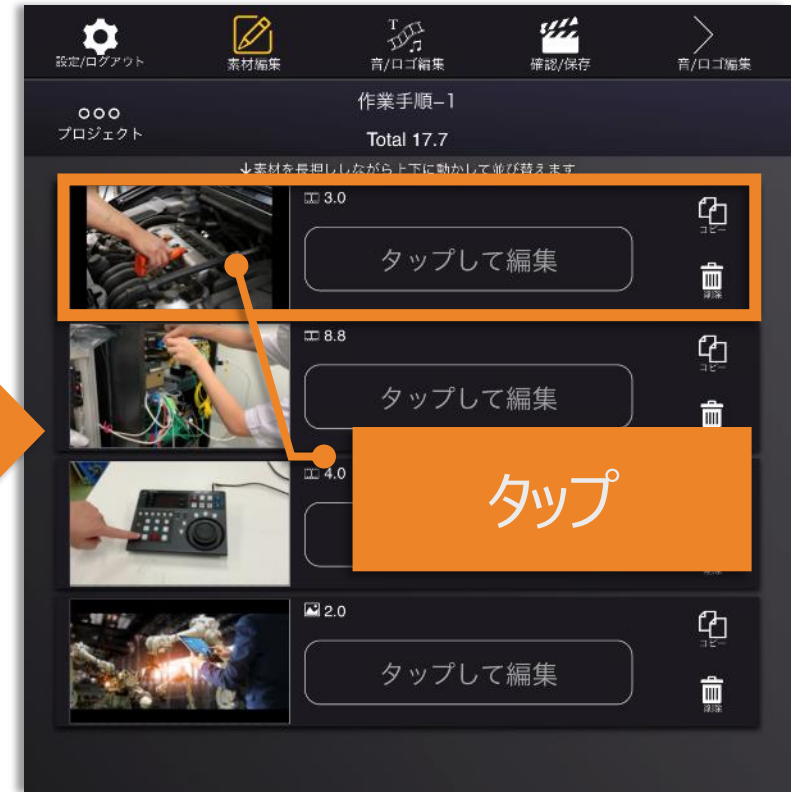 設定/ログアウト
素材編集
T
音/ロゴ編集
確認/保存
音/ロゴ編集
プロジェクト
作業手順–1
Total 17.7
↓素材を長押ししながら上下に動かして並び替えます
3.0
タップして編集
コピー
削除
8.8
タップして編集
コピー
4.0
タップ
2.0
タップして編集
コピー
削除